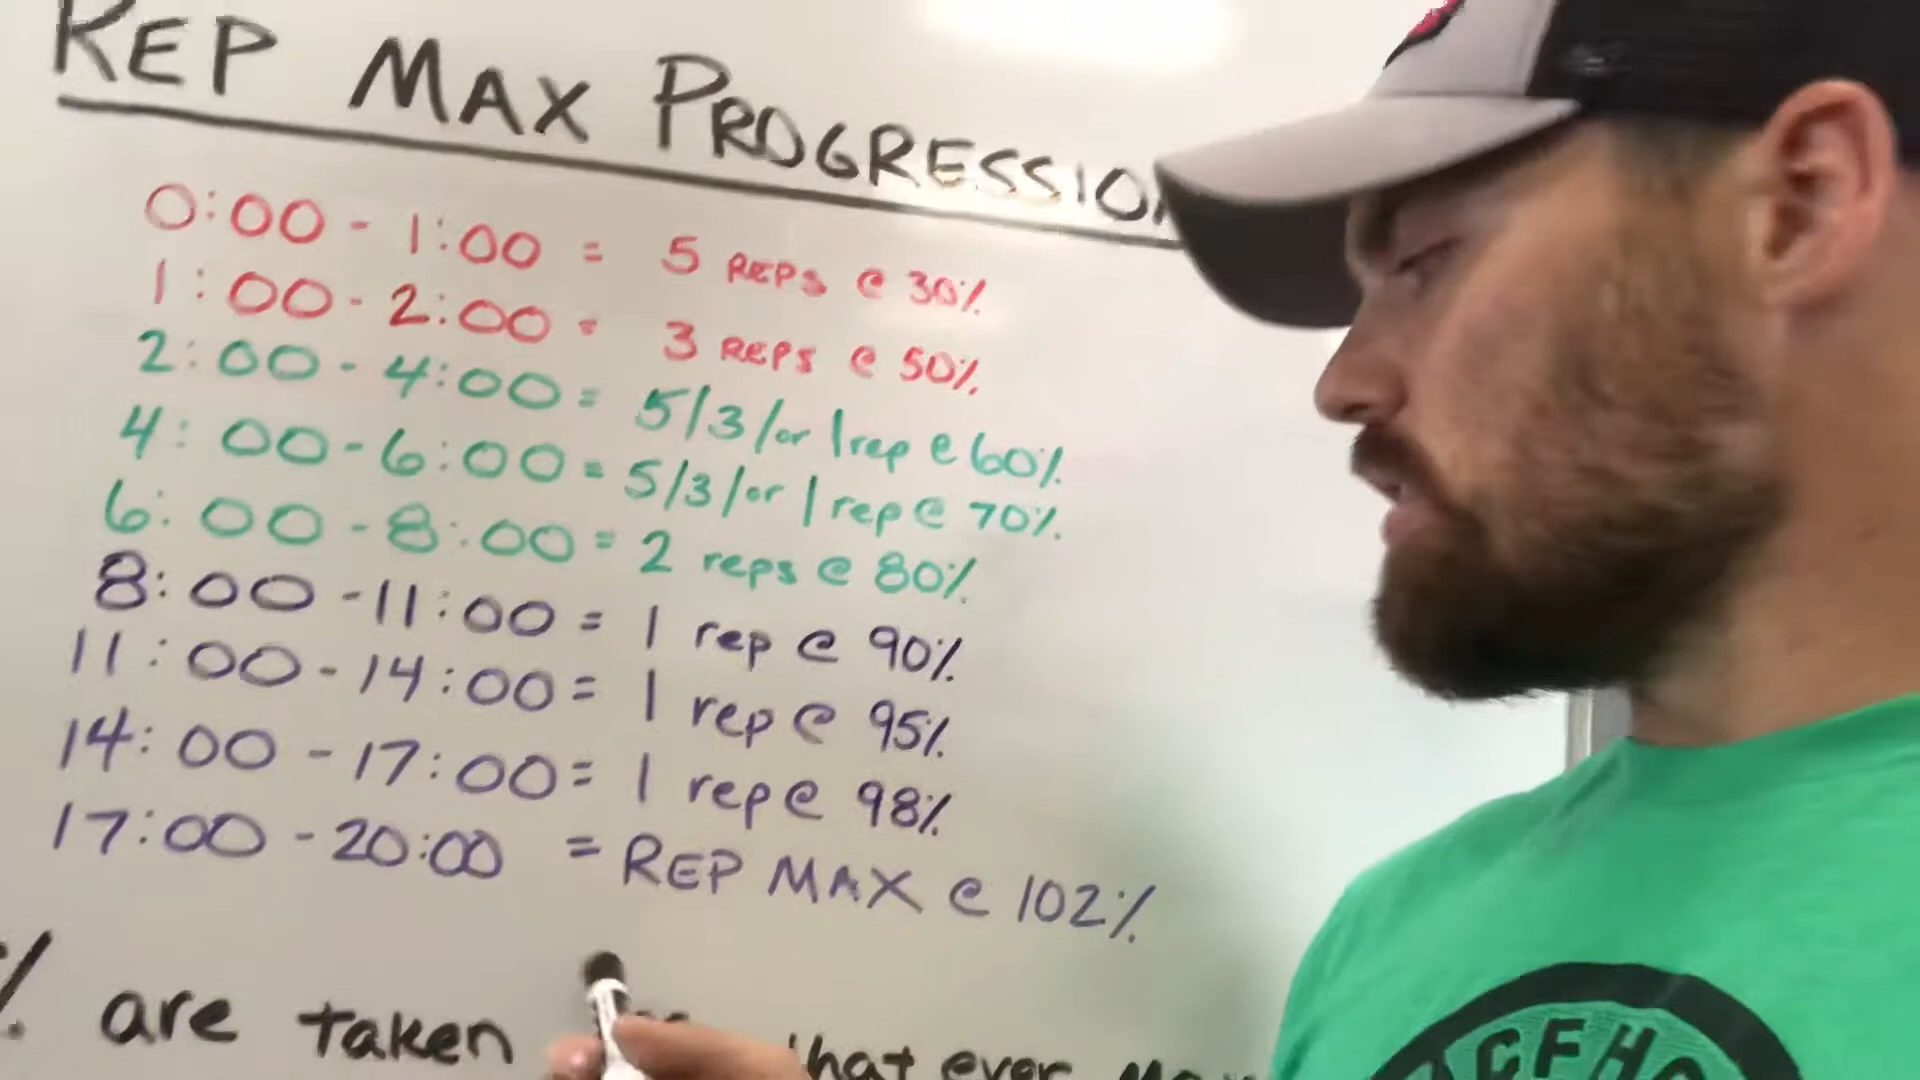 REP MAX PROGRESSION
0:00 - 1:00 = 5 REPS @ 30%
1:00 - 2:00 = 3 REPS @ 50%
2:00 - 4:00 = 5/3/or 1 rep @ 60%
4:00 - 6:00 = 5/3/or 1 rep @ 70%
6:00 - 8:00 = 2 reps @ 80%
8:00 - 11:00 = 1 rep @ 90%
11:00 - 14:00 = 1 rep @ 95%
14:00 - 17:00 = 1 rep @ 98%
17:00 - 20:00 = REP MAX @ 102%
% are taken hat ever